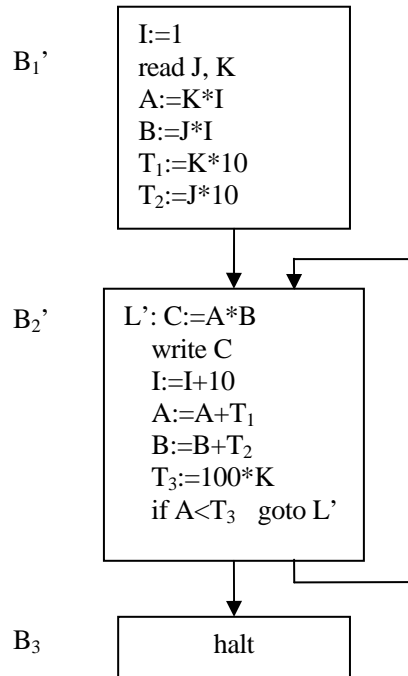 B₁’
I:=1
read J, K
A:=K*I
B:=J*I
T₁:=K*10
T₂:=J*10
B₂’
L’: C:=A*B
write C
I:=I+10
A:=A+T₁
B:=B+T₂
T₃:=100*K
if A<T₃ goto L’
B₃
halt